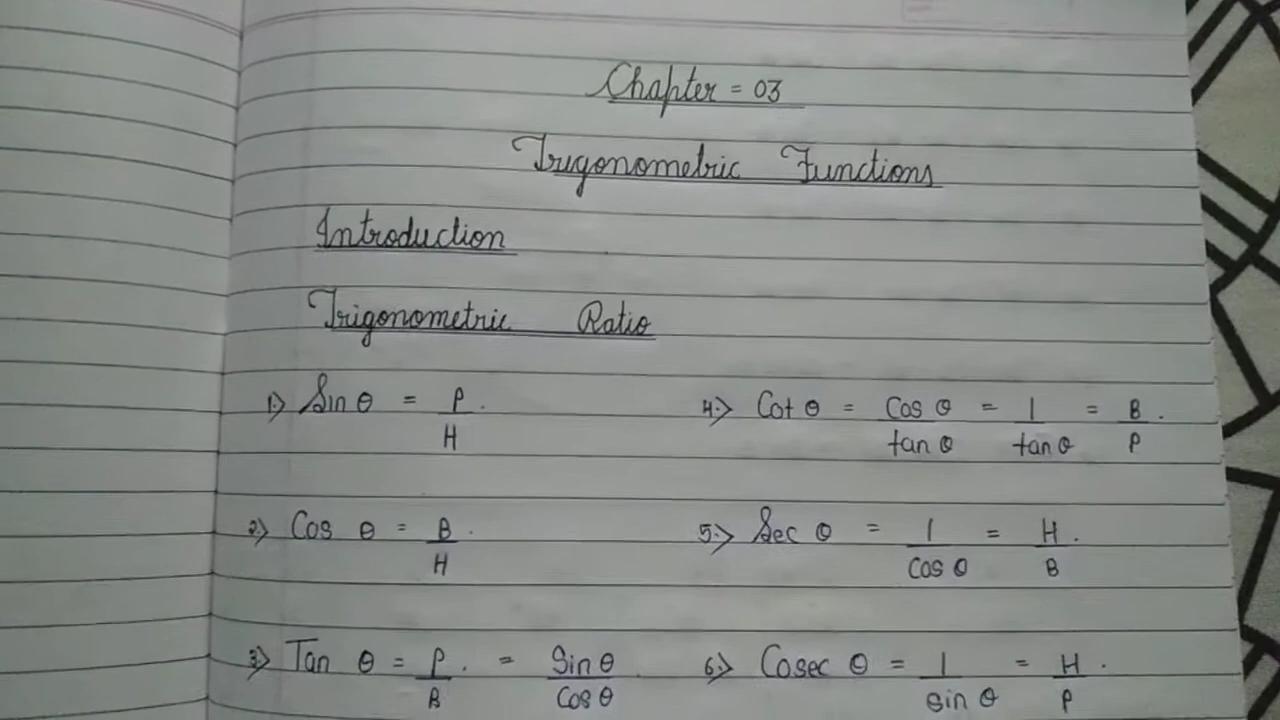 Chapter = 03
Trigonometric Functions
Introduction
Trigonometric Ratio
1) Sin θ = P/H.
2) Cos θ = B/H.
3) Tan θ = P/B. = Sin θ/Cos θ
4) Cot θ = Cos θ/tan θ = 1/tan θ = B/P.
5) Sec θ = 1/cos θ = H/B.
6) Cosec θ = 1/sin θ = H/P.